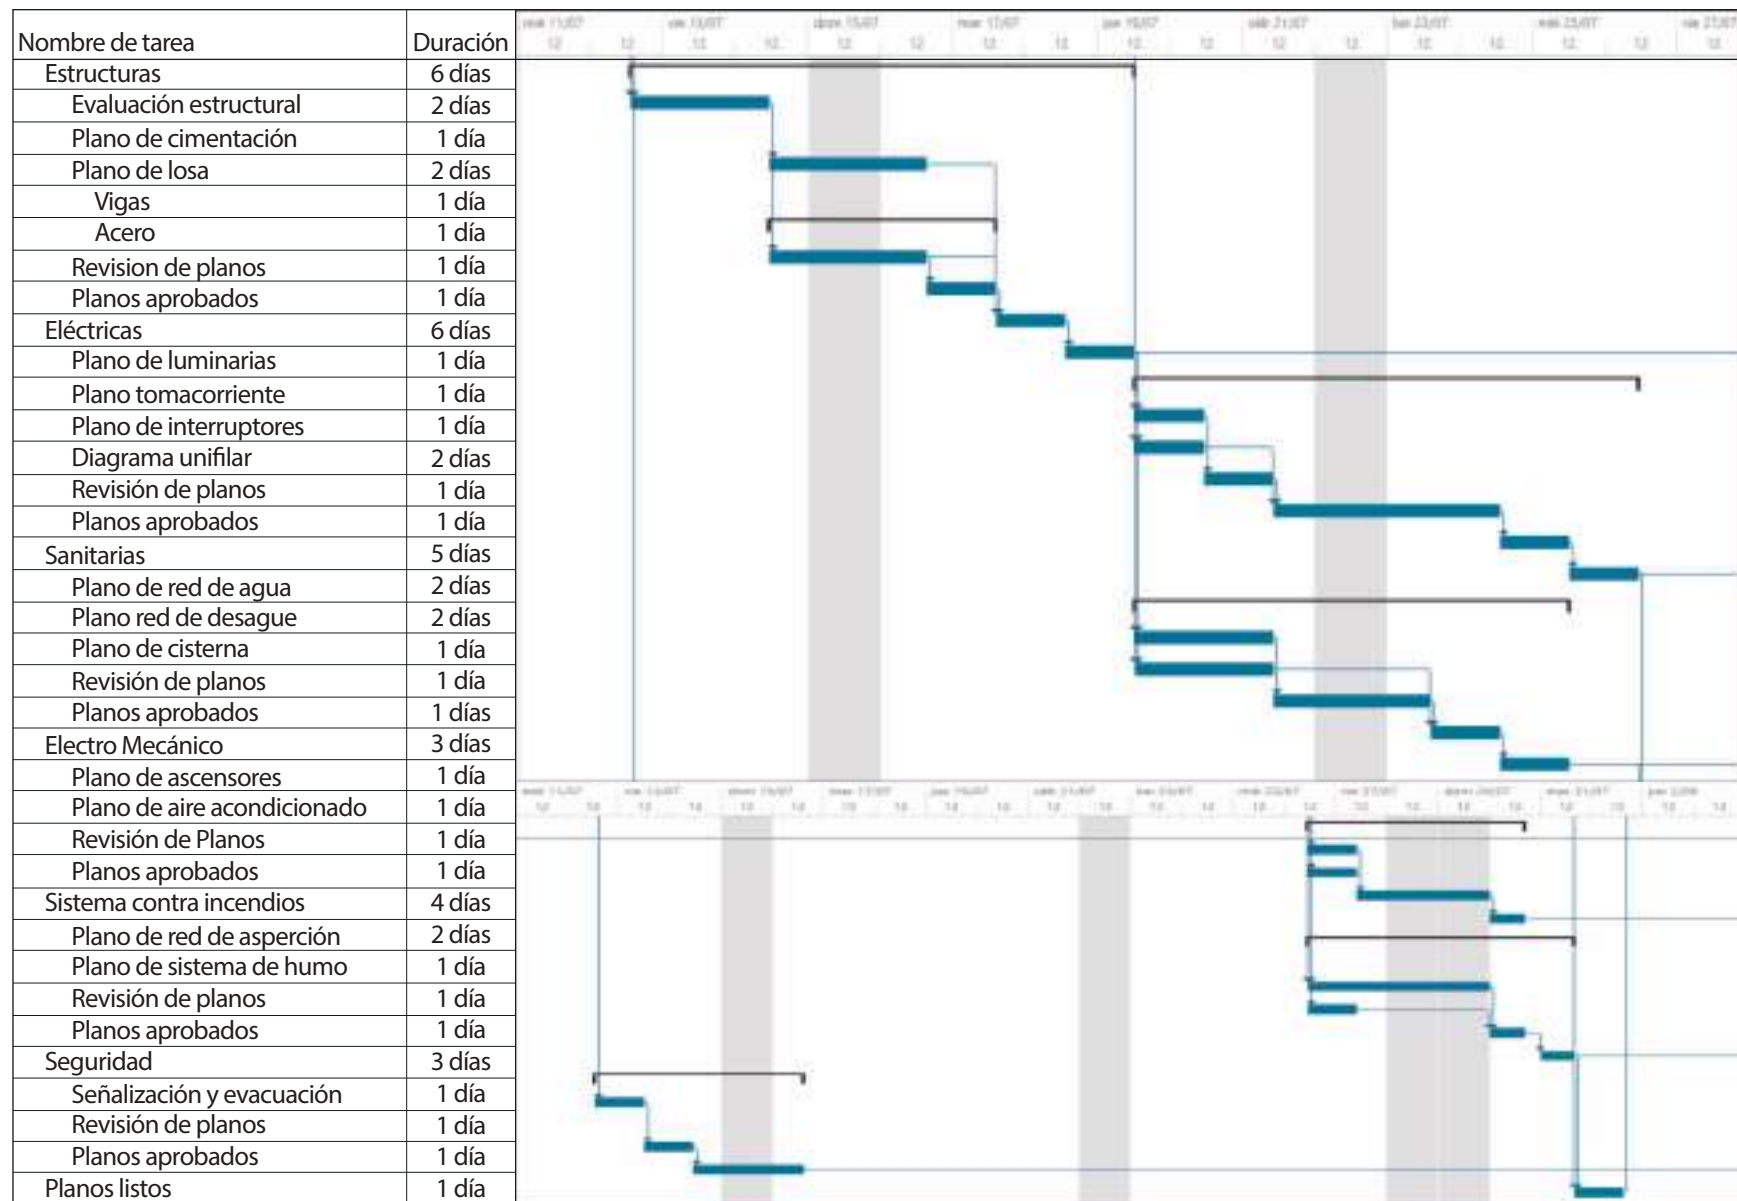 Nombre de tarea Duración
Estructuras 6 días
Evaluación estructural 2 días
Plano de cimentación 1 día
Plano de losa 2 días
Vigas 1 día
Acero 1 día
Revision de planos 1 día
Planos aprobados 1 día
Eléctricas 6 días
Plano de luminarias 1 día
Plano tomacorriente 1 día
Plano de interruptores 1 día
Diagrama unifilar 2 días
Revisión de planos 1 día
Planos aprobados 1 día
Sanitarias 5 días
Plano de red de agua 2 días
Plano red de desague 2 días
Plano de cisterna 1 día
Revisión de planos 1 día
Planos aprobados 1 días
Electro Mecánico 3 días
Plano de ascensores 1 día
Plano de aire acondicionado 1 día
Revisión de Planos 1 día
Planos aprobados 1 día
Sistema contra incendios 4 días
Plano de red de asperción 2 días
Plano de sistema de humo 1 día
Revisión de planos 1 día
Planos aprobados 1 día
Seguridad 3 días
Señalización y evacuación 1 día
Revisión de planos 1 día
Planos aprobados 1 día
Planos listos 1 día